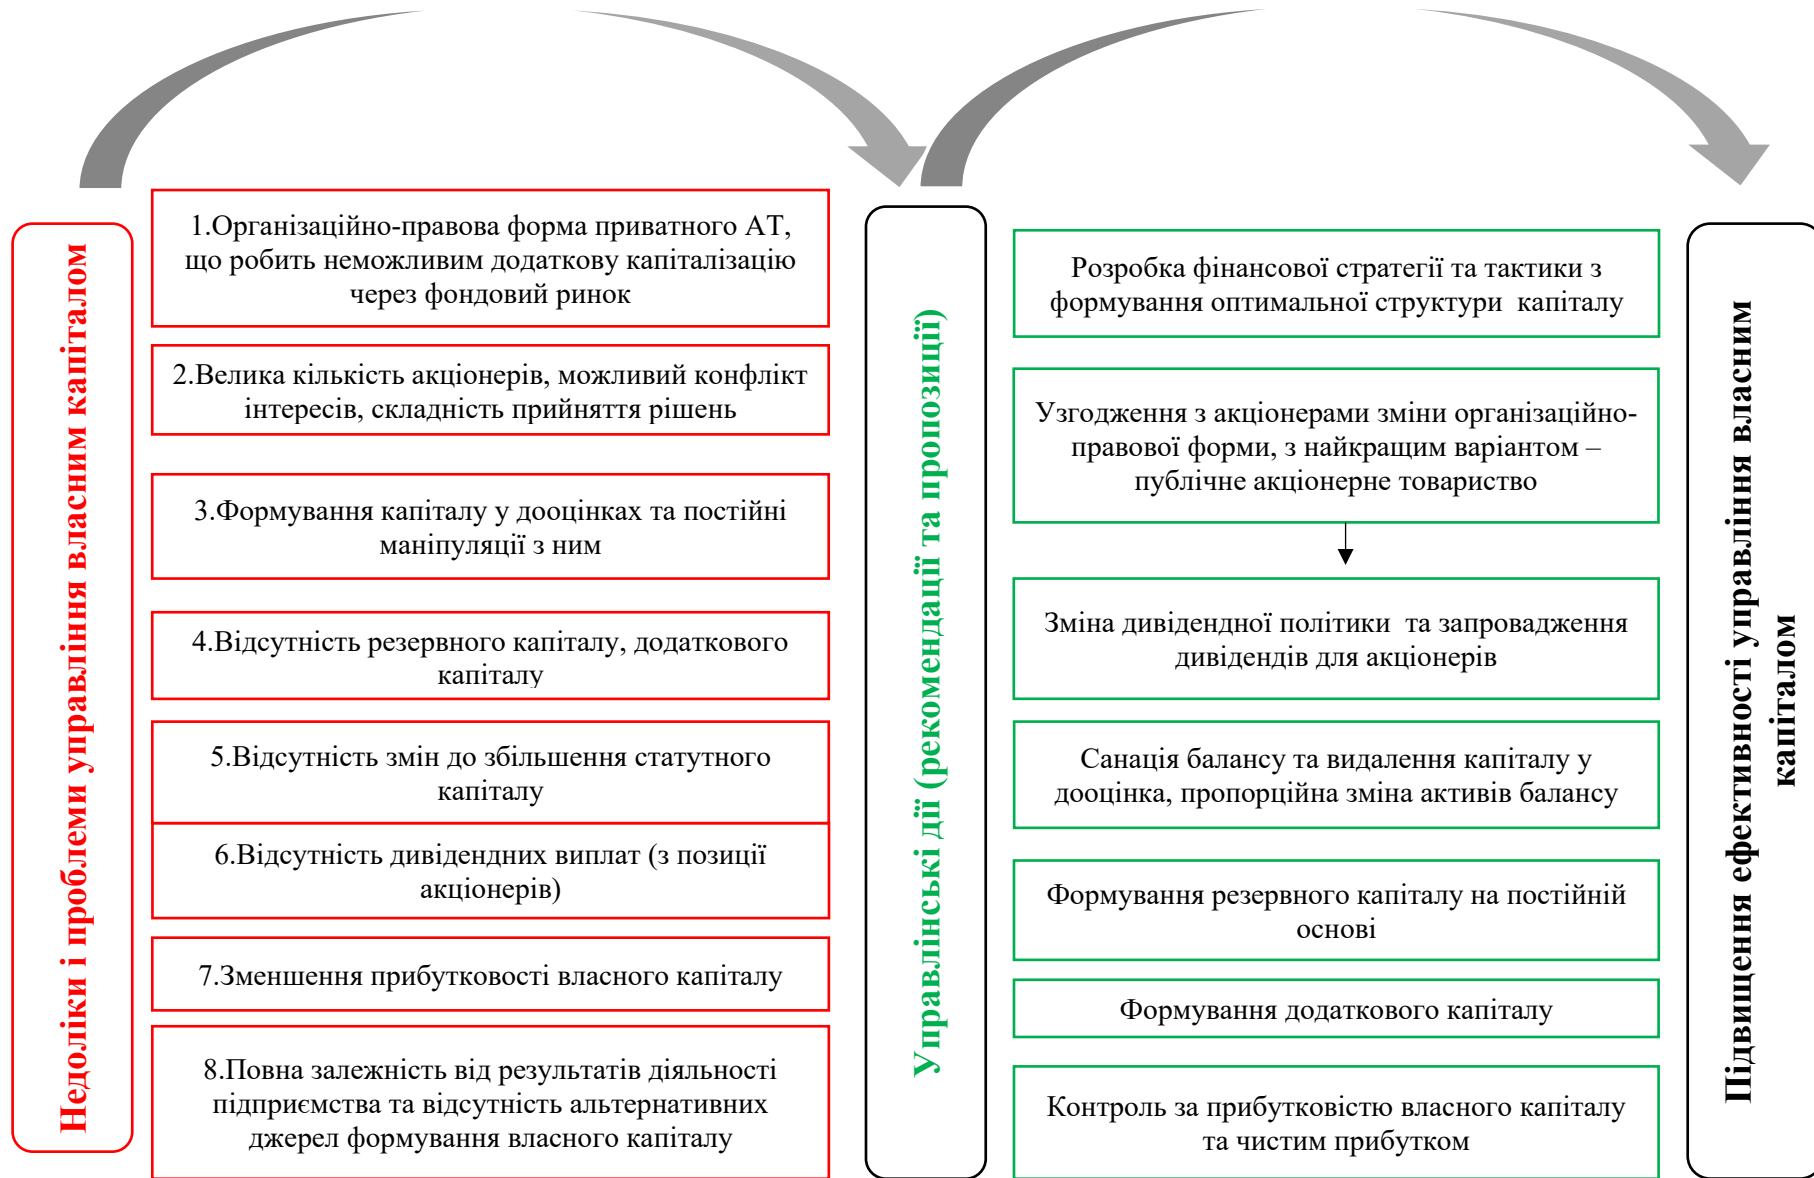 Недоліки і проблеми управління власним капіталом
1.Організаційно-правова форма приватного АТ,
що робить неможливим додаткову капіталізацію
через фондовий ринок
2.Велика кількість акціонерів, можливий конфлікт
інтересів, складність прийняття рішень
3.Формування капіталу у дооцінках та постійні
маніпуляції з ним
4.Відсутність резервного капіталу, додаткового
капіталу
5.Відсутність змін до збільшення статутного
капіталу
6.Відсутність дивідендних виплат (з позиції
акціонерів)
7.Зменшення прибутковості власного капіталу
8.Повна залежність від результатів діяльності
підприємства та відсутність альтернативних
джерел формування власного капіталу
Управлінські дії (рекомендації та пропозиції)
Розробка фінансової стратегії та тактики з
формування оптимальної структури капіталу
Узгодження з акціонерами зміни організаційно-
правової форми, з найкращим варіантом –
публічне акціонерне товариство
Зміна дивідендної політики та запровадження
дивідендів для акціонерів
Санація балансу та видалення капіталу у
дооцінка, пропорційна зміна активів балансу
Формування резервного капіталу на постійній
основі
Формування додаткового капіталу
Контроль за прибутковістю власного капіталу
та чистим прибутком
Підвищення ефективності управління власним
капіталом